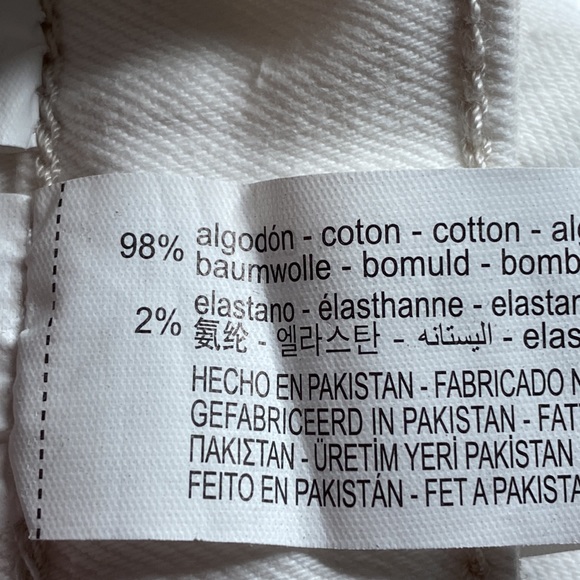 98% algodón - coton - cotton - alg
baumwolle - bomuld - bomb
2% elastano - élasthanne - elastan
氨纶 - 엘라스탄 - اليستانه - elas
HECHO EN PAKISTAN - FABRICADO N
GEFABRICEERD IN PAKISTAN - FAT
ΠΑΚΙΣΤΑΝ - ÜRETİM YERİ PAKİSTAN
FEITO EN PAKISTÁN - FET A PAKISTA